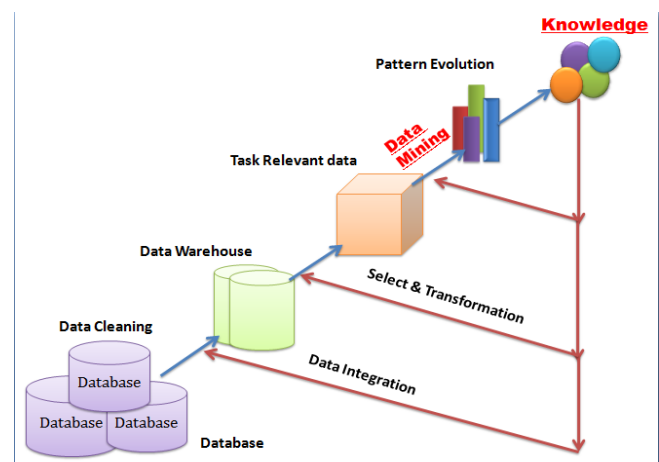 Knowledge
Pattern Evolution
Data
Mining
Task Relevant data
Data Warehouse
Select & Transformation
Data Cleaning
Data Integration
Database
Database
Database
Database